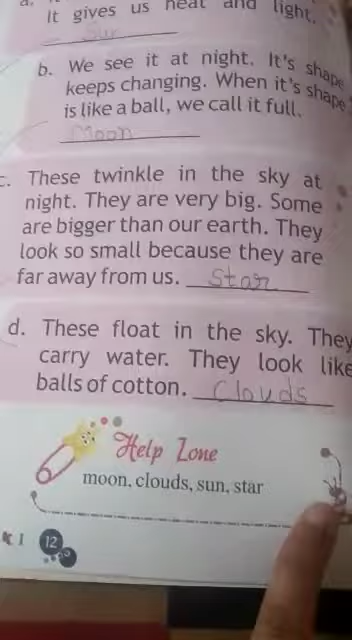 It gives us heat and light.
Sun
b. We see it at night. It's shape
keeps changing. When it's shape
is like a ball, we call it full.
Moon
c. These twinkle in the sky at
night. They are very big. Some
are bigger than our earth. They
look so small because they are
far away from us. Star
d. These float in the sky. They
carry water. They look like
balls of cotton. Clouds
Help Zone
moon, clouds, sun, star
12